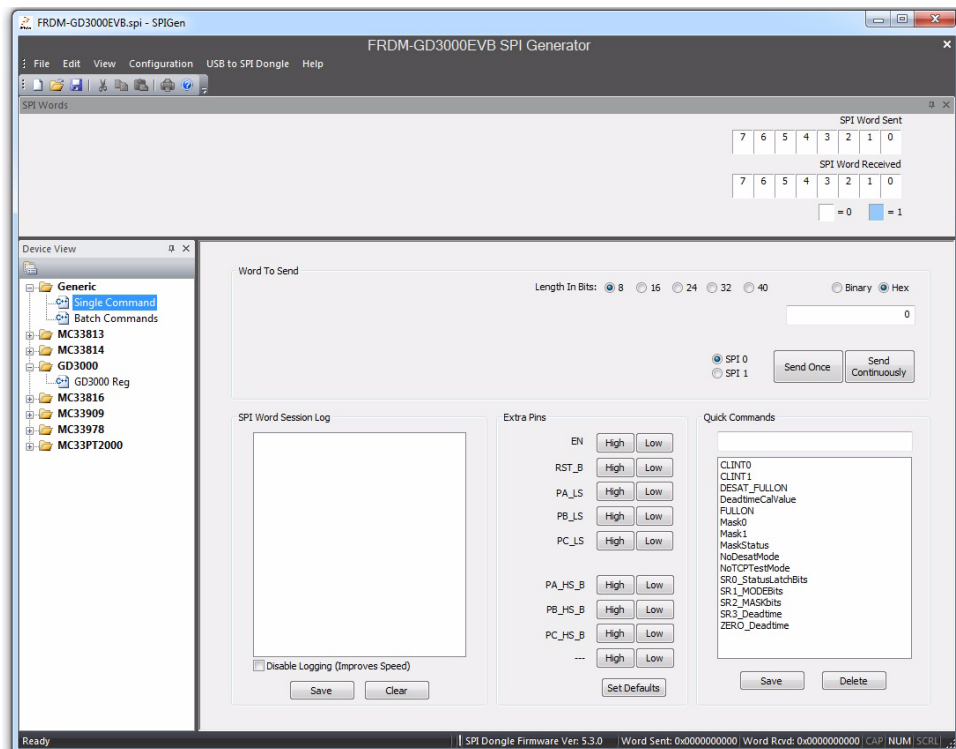 FRDM-GD3000EVB.spi - SPIGen
FRDM-GD3000EVB SPI Generator
File Edit View Configuration USB to SPI Dongle Help
SPI Words
SPI Word Sent
7 6 5 4 3 2 1 0
SPI Word Received
7 6 5 4 3 2 1 0
= 0 = 1
Device View
Generic
Single Command
Batch Commands
MC33813
MC33814
GD3000
GD3000 Reg
MC33816
MC33909
MC33978
MC33PT2000
Word To Send
Length In Bits: 8 16 24 32 40 Binary Hex
0
SPI 0
SPI 1
Send Once
Send Continuously
SPI Word Session Log
Disable Logging (Improves Speed)
Save Clear
Extra Pins
EN High Low
RST_B High Low
PA_LS High Low
PB_LS High Low
PC_LS High Low
PA_HS_B High Low
PB_HS_B High Low
PC_HS_B High Low
--- High Low
Set Defaults
Quick Commands
CLINT0
CLINT1
DESAT_FULLON
DeadtimeCalValue
FULLON
Mask0
Mask1
MaskStatus
NoDesatMode
NoTCPTestMode
SR0_StatusLatchBits
SR1_MODEBits
SR2_MASKbits
SR3_Deadtime
ZERO_Deadtime
Save Delete
Ready
SPI Dongle Firmware Ver: 5.3.0 Word Sent: 0x0000000000 Word Rcvd: 0x0000000000 CAP NUM SCRL